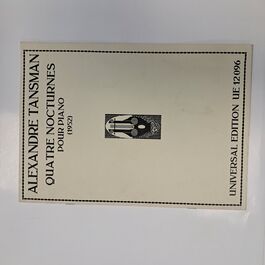 ALEXANDRE TANSMAN
QUATRE NOCTURNES
POUR PIANO
(1952)
UNIVERSAL EDITION UE 12096